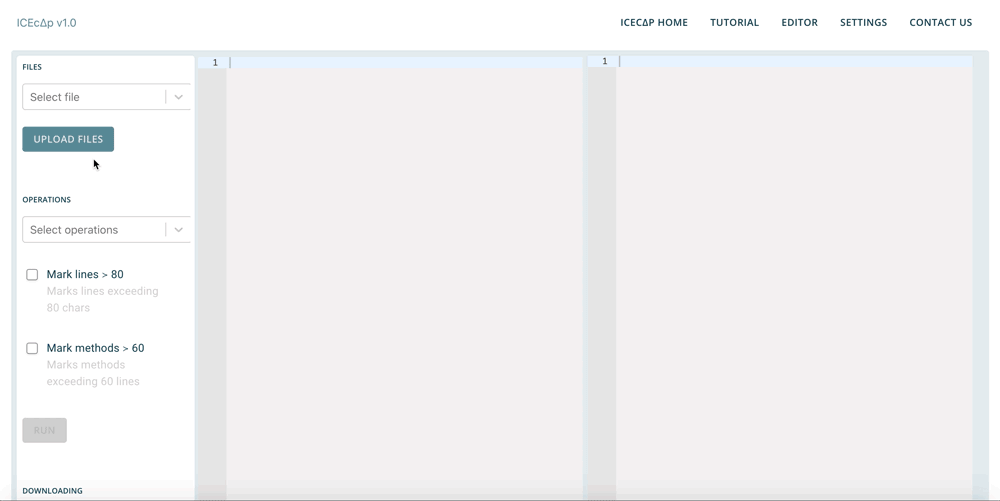 ICEcΔp v1.0
ICECΔP HOME TUTORIAL EDITOR SETTINGS CONTACT US
FILES
Select file
UPLOAD FILES
OPERATIONS
Select operations
Mark lines > 80
Marks lines exceeding
80 chars
Mark methods > 60
Marks methods
exceeding 60 lines
RUN
DOWNLOADING
1
1